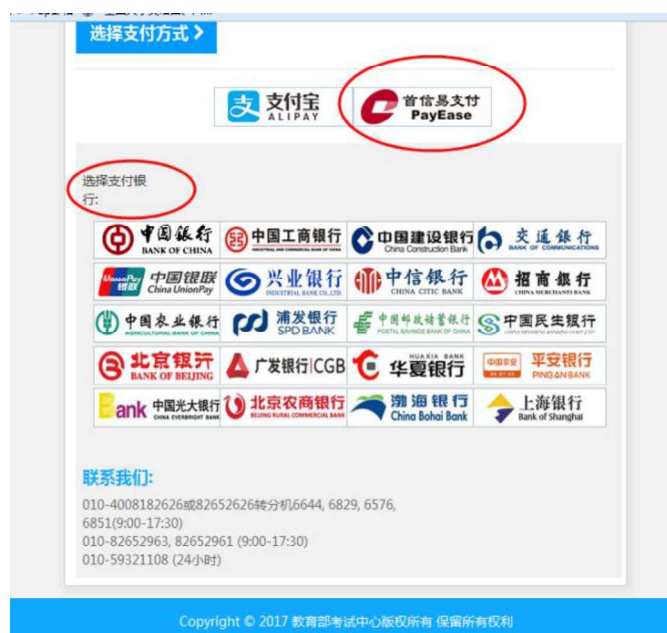 选择支付方式
支付宝
ALIPAY
首信易支付
PayEase
选择支付银
行:
中国银行
BANK OF CHINA
中国工商银行
INDUSTRIAL AND COMMERCIAL BANK OF CHINA
中国建设银行
China Construction Bank
交通银行
BANK OF COMMUNICATIONS
UnionPay
银联
中国银联
China UnionPay
兴业银行
INDUSTRIAL BANK CO.,LTD.
中信银行
CHINA CITIC BANK
招商银行
CHINA MERCHANTS BANK
中国农业银行
AGRICULTURAL BANK OF CHINA
浦发银行
SPD BANK
中国邮政储蓄银行
POSTAL SAVINGS BANK OF CHINA
中国民生银行
北京银行
BANK OF BEIJING
广发银行|CGB
HUAXIA BANK
华夏银行
中国平安
平安银行
PING AN BANK
Bank
中国光大银行
CHINA EVERBRIGHT BANK
北京农商银行
BEIJING RURAL COMMERCIAL BANK
渤海银行
China Bohai Bank
上海银行
Bank of Shanghai
联系我们:
010-4008182626或82652626转分机6644, 6829, 6576,
6851(9:00-17:30)
010-82652963, 82652961 (9:00-17:30)
010-59321108 (24小时)
Copyright © 2017 教育部考试中心版权所有 保留所有权利